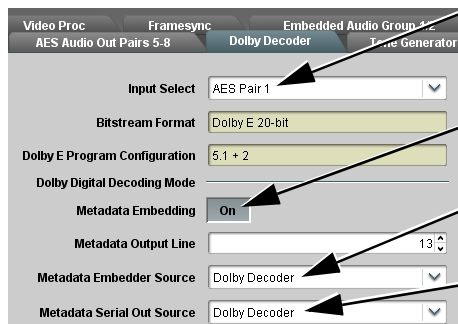 Video Proc Framesync Embedded Audio Group 1/2
AES Audio Out Pairs 5-8 Dolby Decoder Tone Generator
Input Select AES Pair 1
Bitstream Format Dolby E 20-bit
Dolby E Program Configuration 5.1 + 2
Dolby Digital Decoding Mode
Metadata Embedding On
Metadata Output Line 13
Metadata Embedder Source Dolby Decoder
Metadata Serial Out Source Dolby Decoder